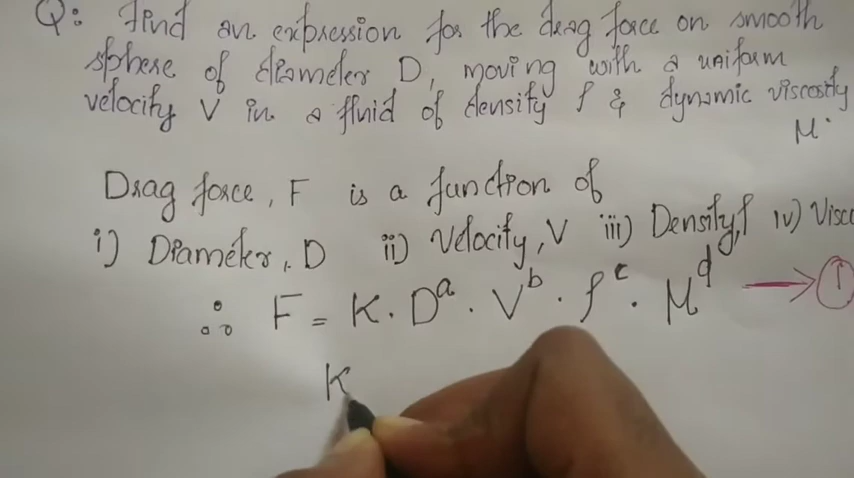 Q: Find an expression for the drag force on smooth
sphere of diameter D, moving with a uniform
velocity V in a fluid of density ρ & dynamic viscosity
μ.
Drag force, F is a function of
i) Diameter, D ii) Velocity, V iii) Density, ρ iv) Visco
∴ F = K · D^a · V^b · ρ^c · μ^d → 1
K